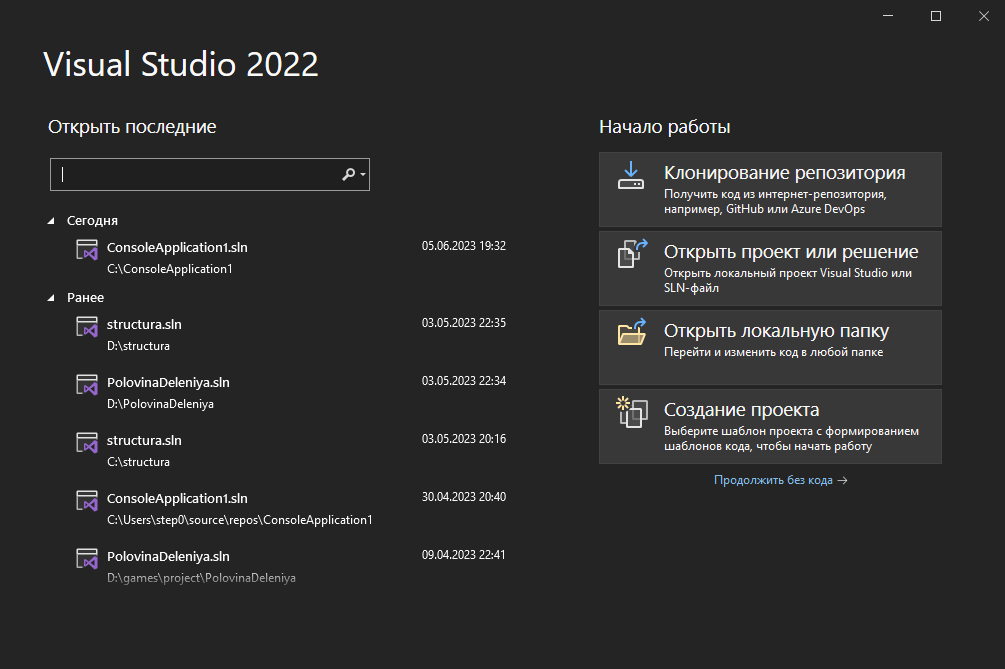 Visual Studio 2022
Открыть последние
Сегодня
ConsoleApplication1.sln
05.06.2023 19:32
C:\ConsoleApplication1
Ранее
structura.sln
03.05.2023 22:35
D:\structura
PolovinaDeleniya.sln
03.05.2023 22:34
D:\PolovinaDeleniya
structura.sln
03.05.2023 20:16
C:\structura
ConsoleApplication1.sln
30.04.2023 20:40
C:\Users\step0\source\repos\ConsoleApplication1
PolovinaDeleniya.sln
09.04.2023 22:41
D:\games\project\PolovinaDeleniya
Начало работы
Клонирование репозитория
Получить код из интернет-репозитория,
например, GitHub или Azure DevOps
Открыть проект или решение
Открыть локальный проект Visual Studio или
SLN-файл
Открыть локальную папку
Перейти и изменить код в любой папке
Создание проекта
Выберите шаблон проекта с формированием
шаблонов кода, чтобы начать работу
Продолжить без кода →